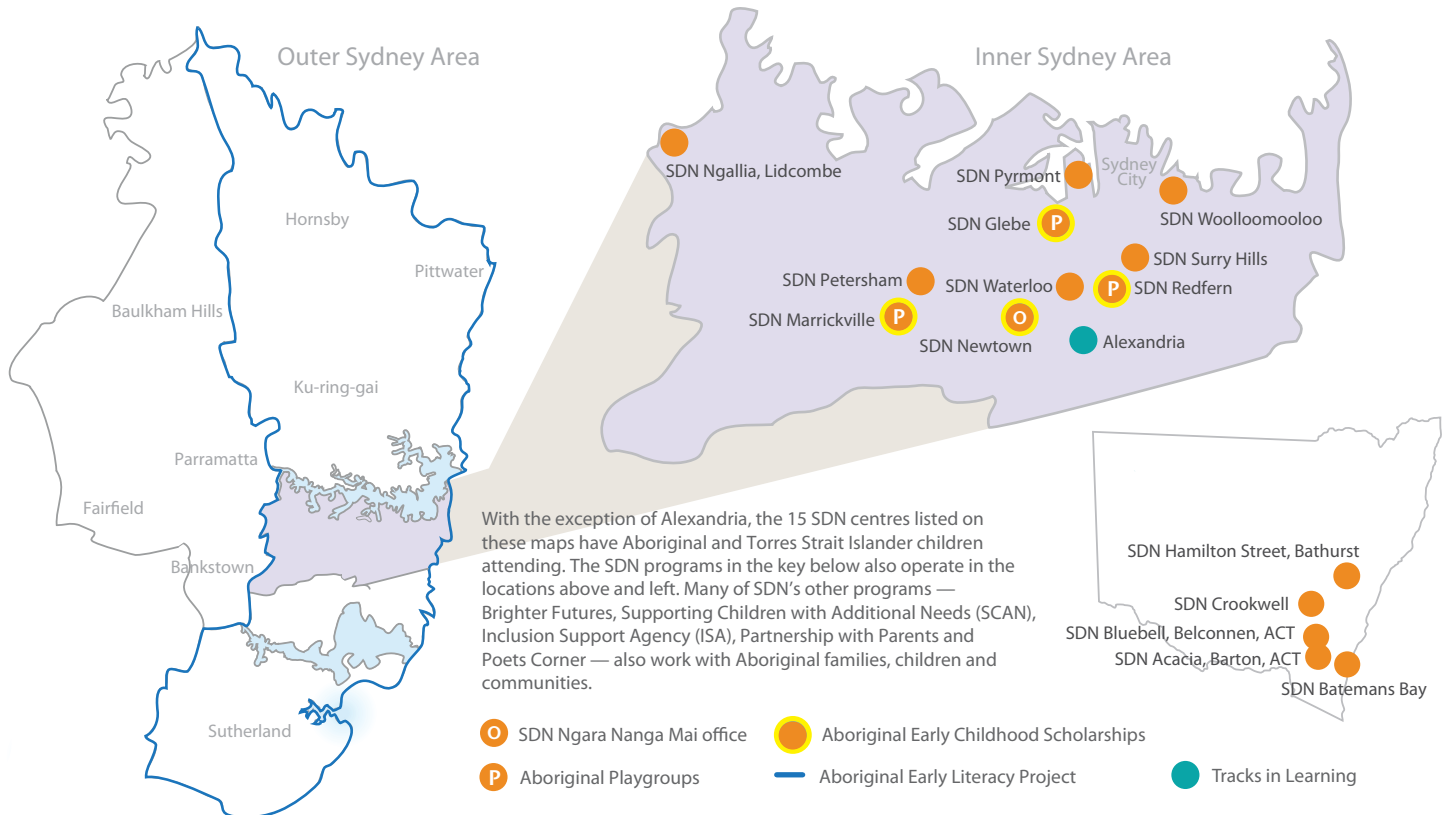 Outer Sydney Area
Hornsby
Pittwater
Baulkham Hills
Ku-ring-gai
Parramatta
Fairfield
Bankstown
Sutherland
Inner Sydney Area
SDN Ngallia, Lidcombe
SDN Pyrmont
Sydney
City
SDN Woolloomooloo
SDN Glebe
P
SDN Surry Hills
SDN Petersham
SDN Waterloo
P
SDN Redfern
SDN Marrickville
P
O
SDN Newtown
Alexandria
With the exception of Alexandria, the 15 SDN centres listed on
these maps have Aboriginal and Torres Strait Islander children
attending. The SDN programs in the key below also operate in the
locations above and left. Many of SDN’s other programs —
Brighter Futures, Supporting Children with Additional Needs (SCAN),
Inclusion Support Agency (ISA), Partnership with Parents and
Poets Corner — also work with Aboriginal families, children and
communities.
SDN Hamilton Street, Bathurst
SDN Crookwell
SDN Bluebell, Belconnen, ACT
SDN Acacia, Barton, ACT
SDN Batemans Bay
O SDN Ngara Nanga Mai office
Aboriginal Early Childhood Scholarships
P Aboriginal Playgroups
Aboriginal Early Literacy Project
Tracks in Learning